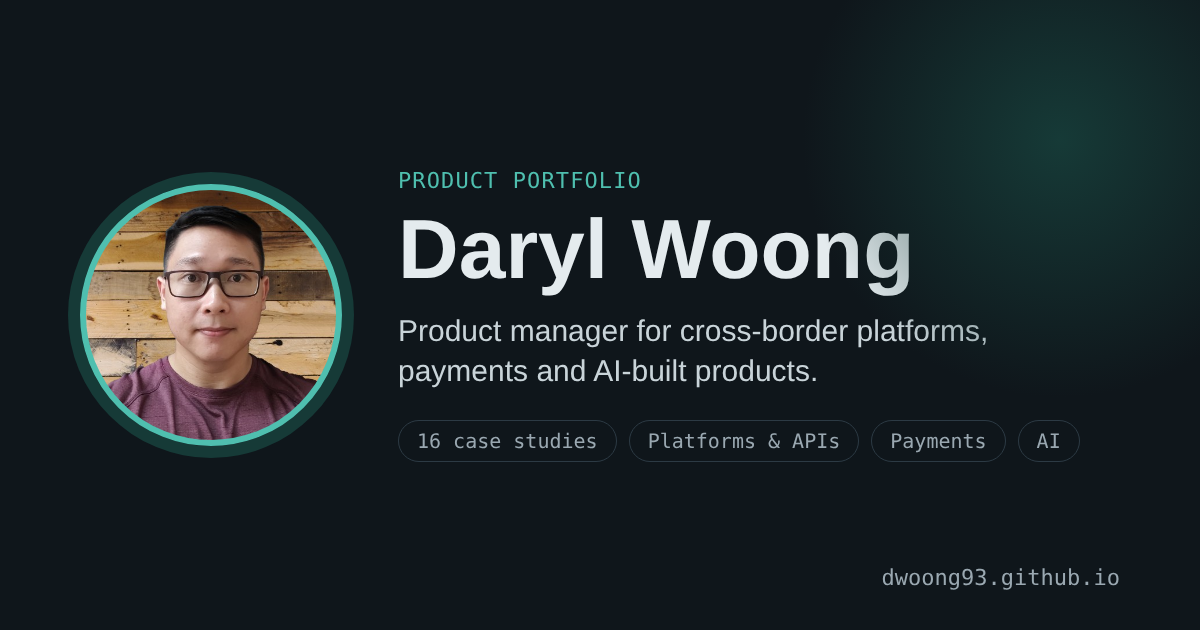 PRODUCT PORTFOLIO
Daryl Woong
Product manager for cross-border platforms,
payments and AI-built products.
16 case studies
Platforms & APIs
Payments
AI
dwoong93.github.io